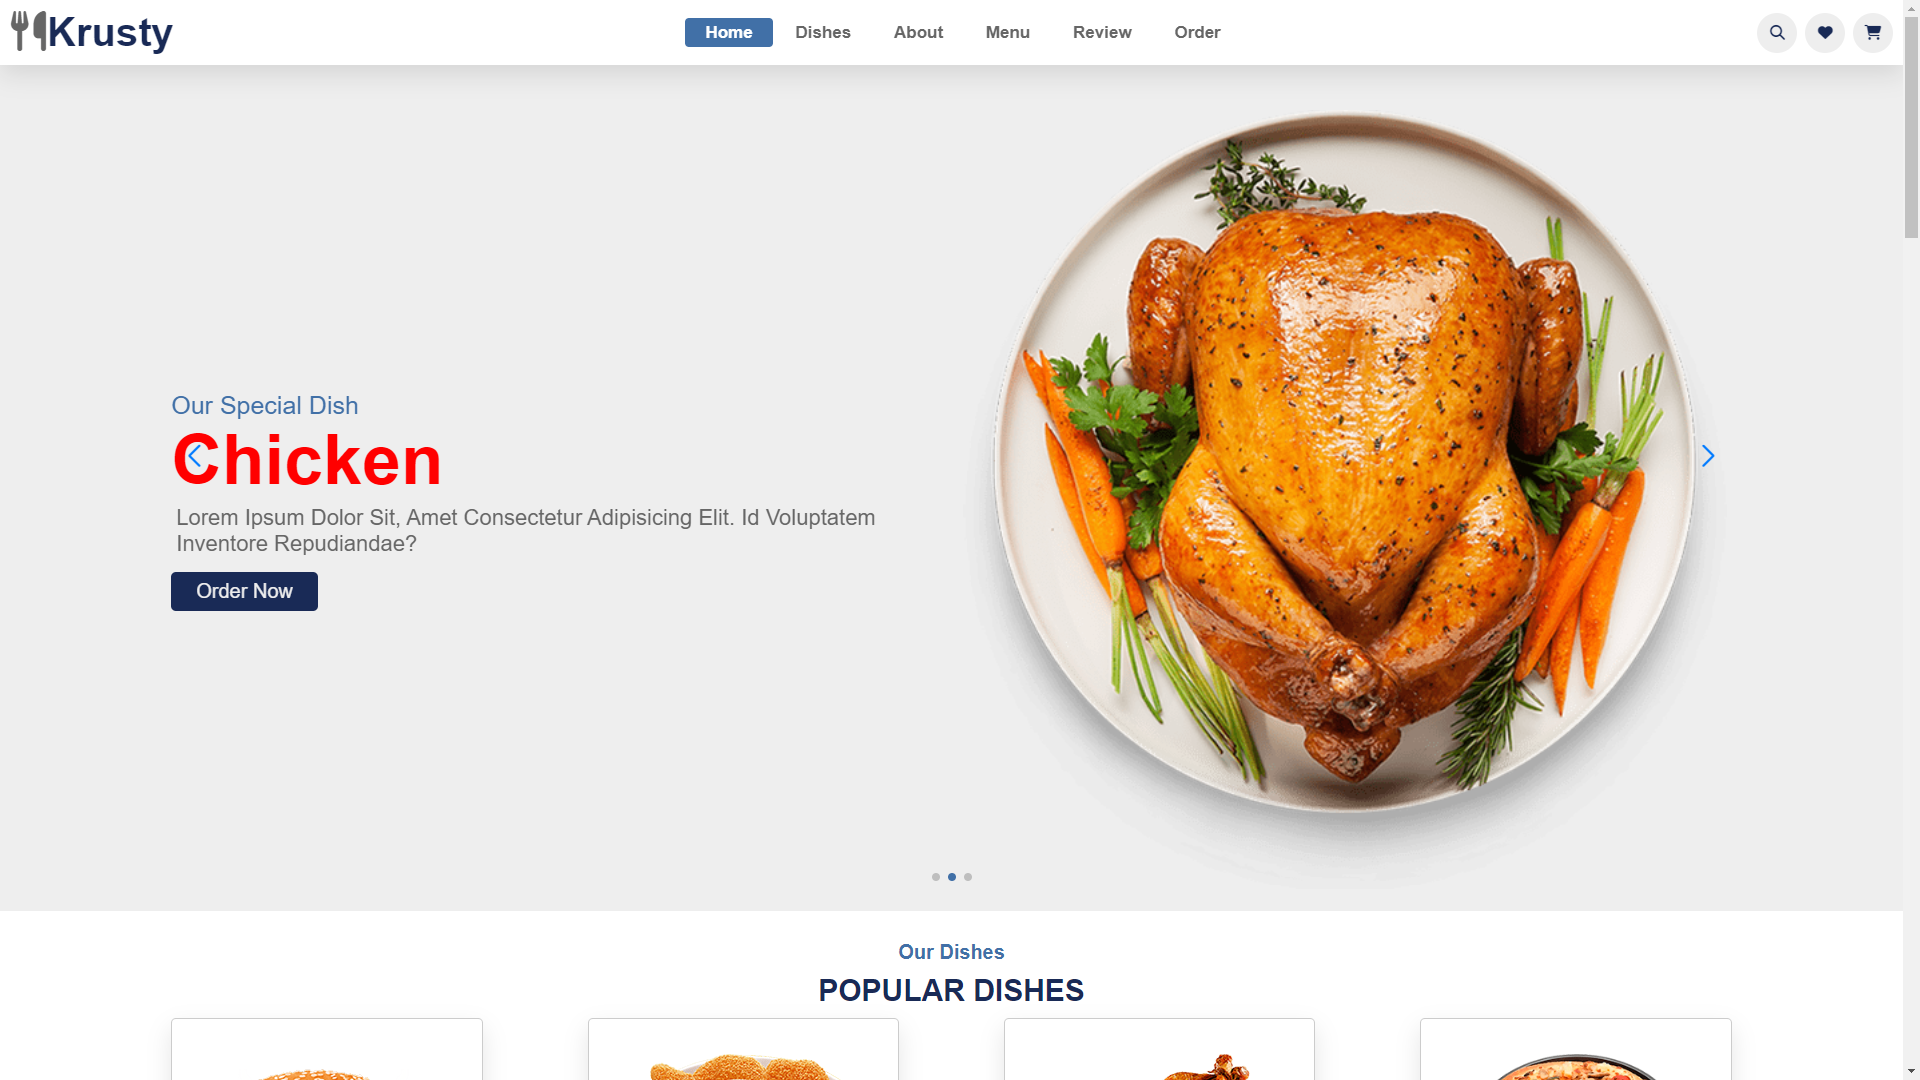 Krusty
Home Dishes About Menu Review Order
Our Special Dish
Chicken
Lorem Ipsum Dolor Sit, Amet Consectetur Adipisicing Elit. Id Voluptatem
Inventore Repudiandae?
Order Now
Our Dishes
POPULAR DISHES